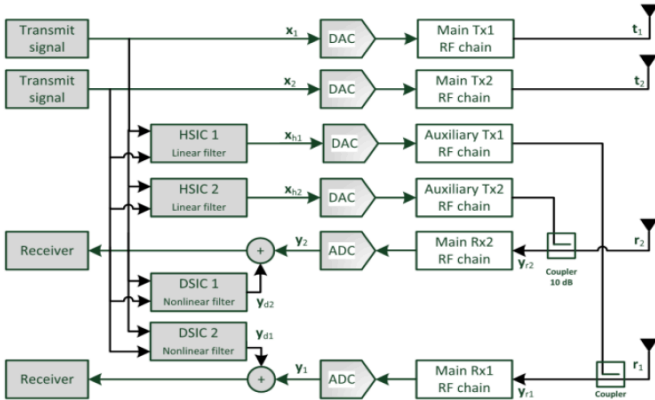 Transmit signal
x1
DAC
Main Tx1 RF chain
t1
Transmit signal
x2
DAC
Main Tx2 RF chain
t2
HSIC 1
Linear filter
xh1
DAC
Auxiliary Tx1 RF chain
HSIC 2
Linear filter
xh2
DAC
Auxiliary Tx2 RF chain
Receiver
+
y2
ADC
Main Rx2 RF chain
yr2
Coupler 10 dB
r2
DSIC 1
Nonlinear filter
yd2
DSIC 2
Nonlinear filter
yd1
Receiver
+
y1
ADC
Main Rx1 RF chain
yr1
Coupler
r1